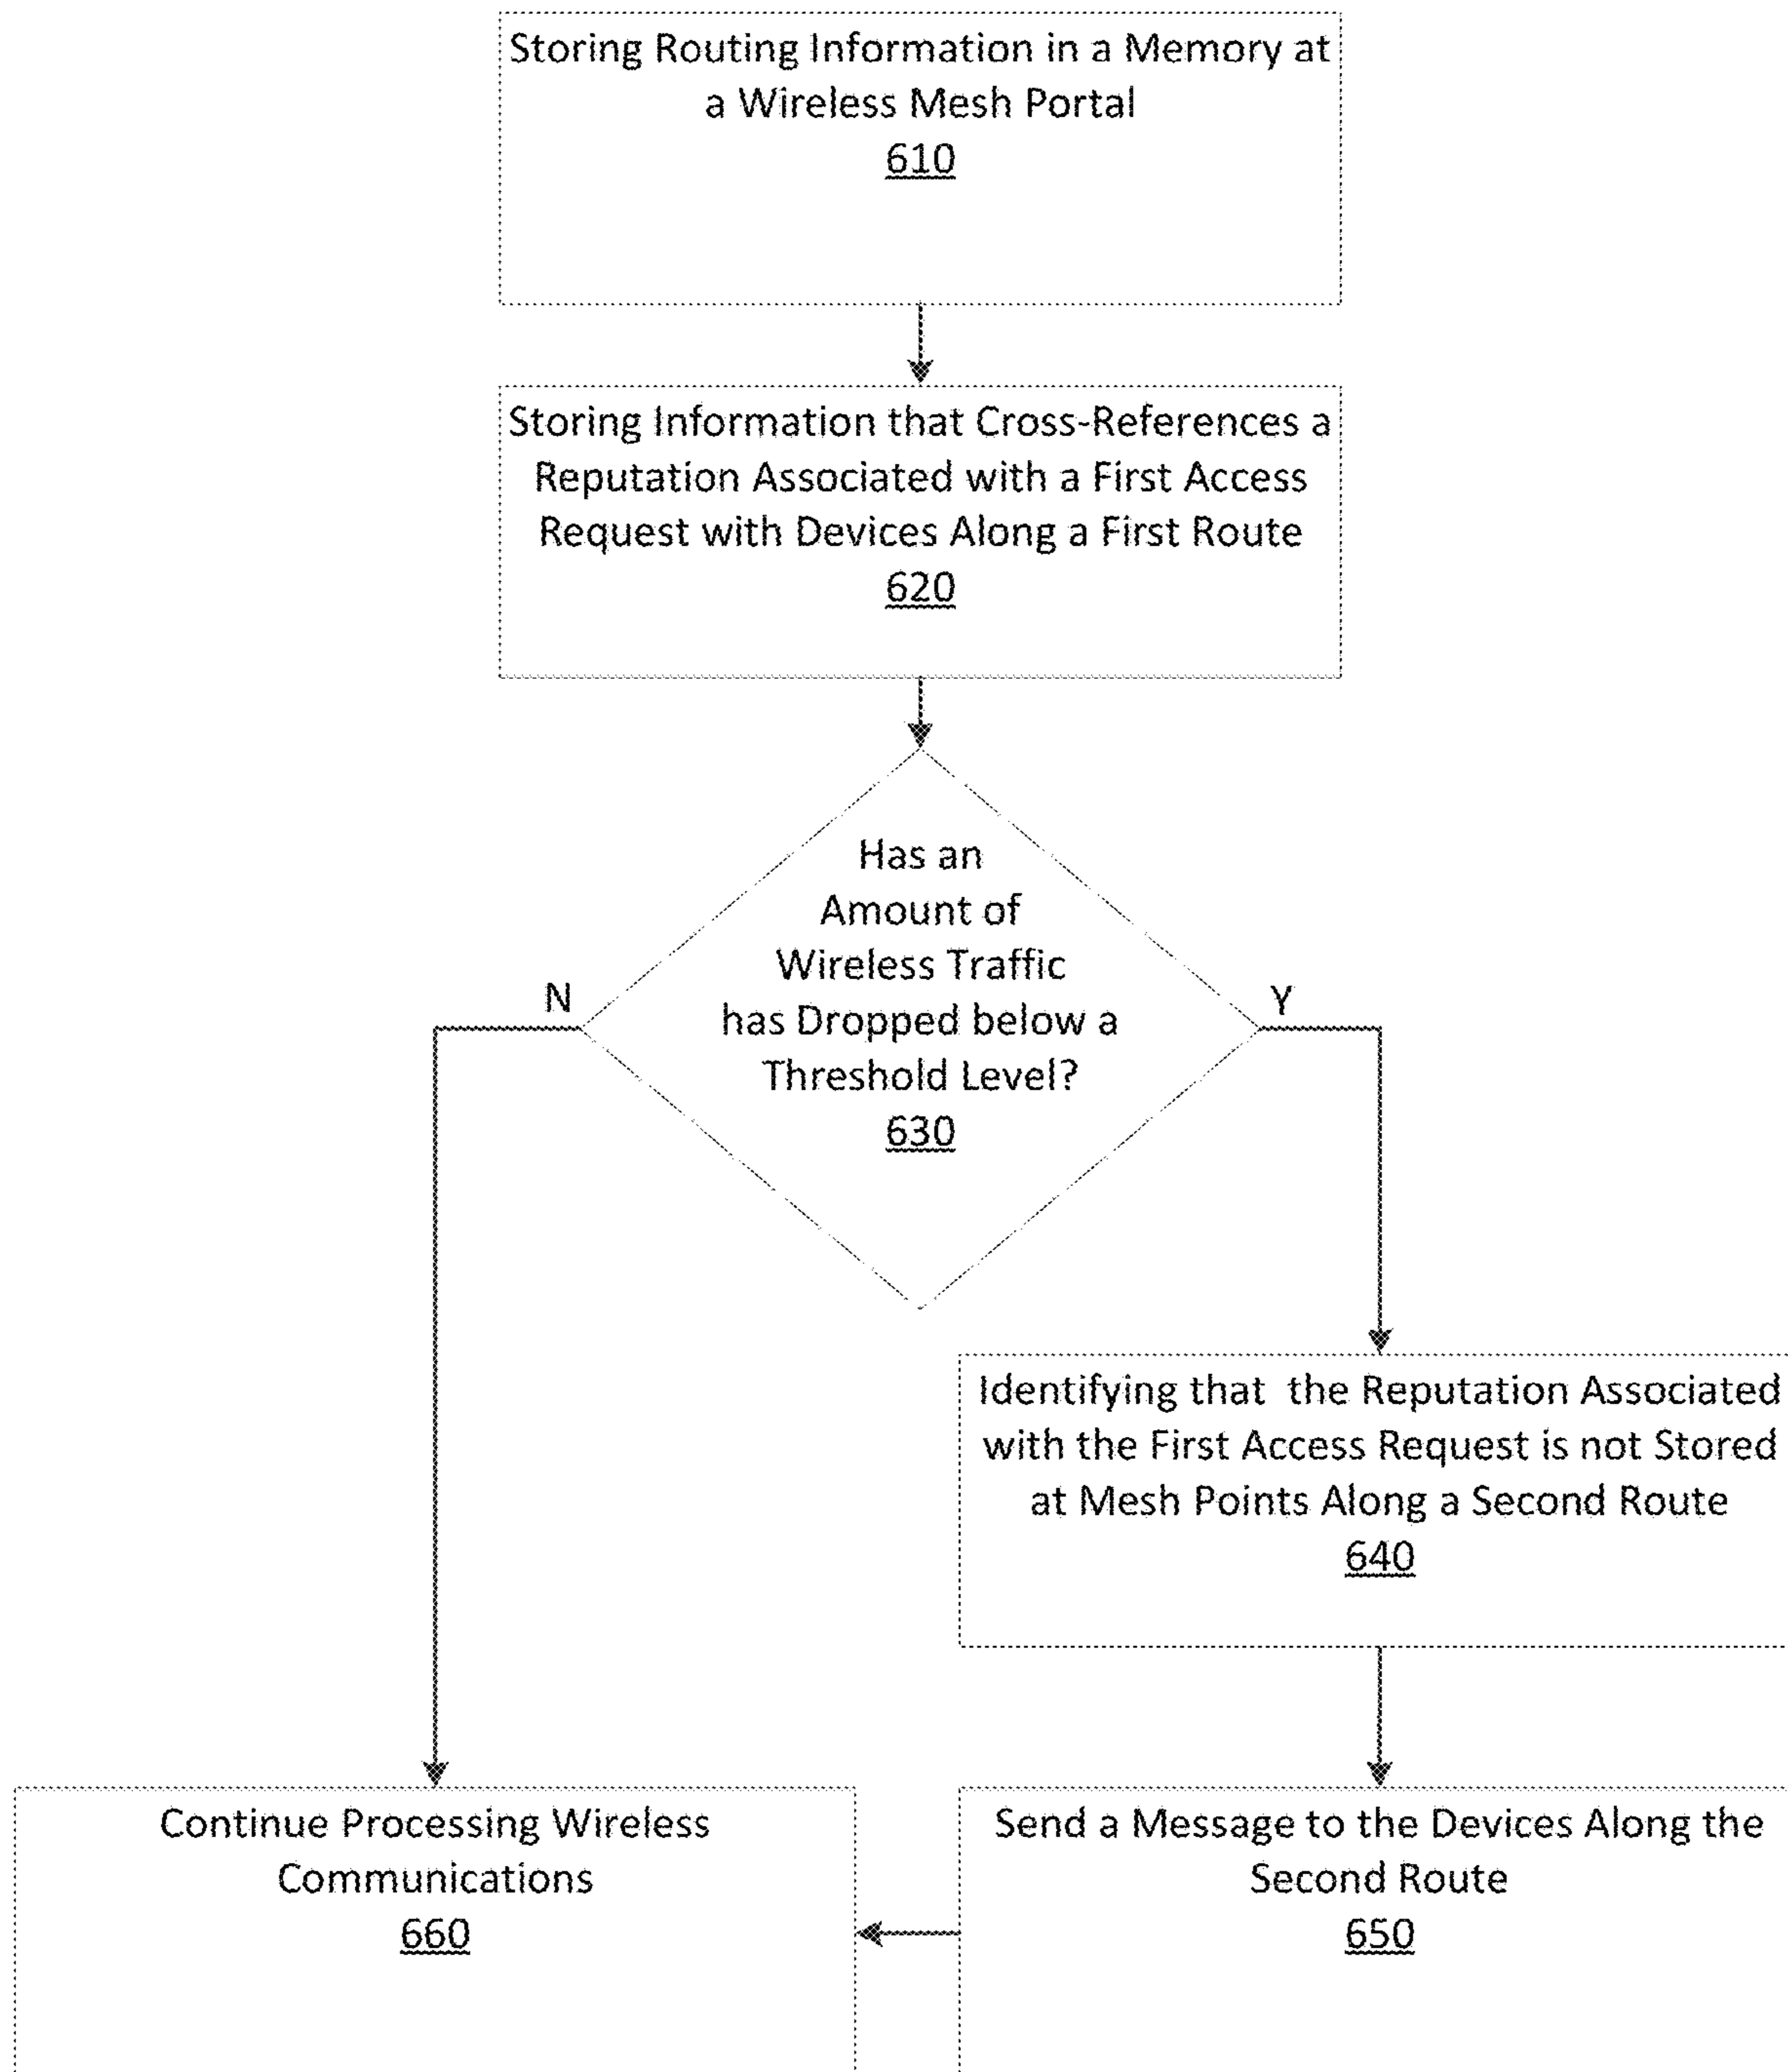 Storing Routing Information in a Memory at
a Wireless Mesh Portal
610
Storing Information that Cross-References a
Reputation Associated with a First Access
Request with Devices Along a First Route
620
Has an
Amount of
Wireless Traffic
has Dropped below a
Threshold Level?
630
N
Y
Identifying that the Reputation Associated
with the First Access Request is not Stored
at Mesh Points Along a Second Route
640
Continue Processing Wireless
Communications
660
Send a Message to the Devices Along the
Second Route
650